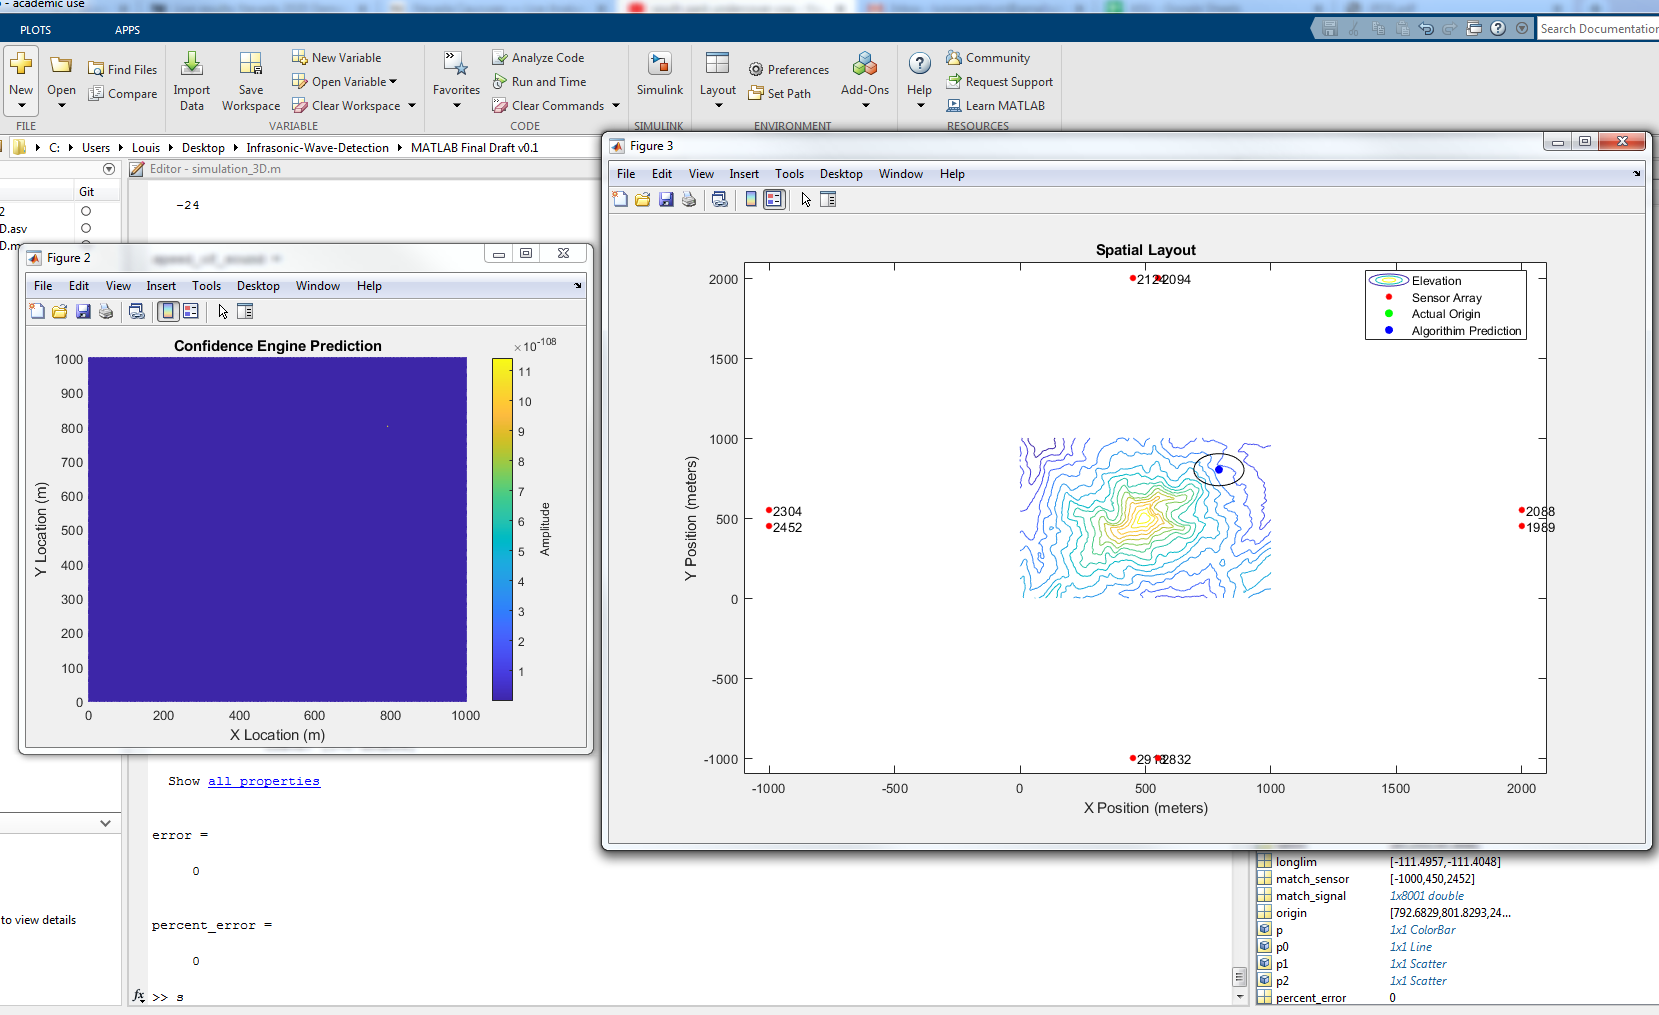 - academic use
PLOTS APPS
Search Documentation
New Open Find Files Compare
Import Data Save Workspace New Variable Open Variable Clear Workspace
Favorites Analyze Code Run and Time Clear Commands
Simulink Layout Preferences Set Path Add-Ons
Help Community Request Support Learn MATLAB
FILE VARIABLE CODE SIMULINK ENVIRONMENT RESOURCES
C: Users Louis Desktop Infrasonic-Wave-Detection MATLAB Final Draft v0.1
Editor - simulation_3D.m
Git
2
D.asv
D.m
-24
Figure 2
File Edit View Insert Tools Desktop Window Help
Confidence Engine Prediction
×10-108
1000
900
800
700
600
500
400
300
200
100
0
Y Location (m)
0 200 400 600 800 1000
X Location (m)
11
10
9
8
7
6
5
4
3
2
1
Amplitude
Figure 3
File Edit View Insert Tools Desktop Window Help
Spatial Layout
Elevation
Sensor Array
Actual Origin
Algorithim Prediction
2000
1500
1000
500
0
-500
-1000
Y Position (meters)
2094
2304
2452
2088
1989
2832
-1000 -500 0 500 1000 1500 2000
X Position (meters)
Show all properties
error =
0
percent_error =
0
fx >> s
to view details
longlim [-111.4957,-111.4048]
match_sensor [-1000,450,2452]
match_signal 1x8001 double
origin [792.6829,801.8293,24...
p 1x1 ColorBar
p0 1x1 Line
p1 1x1 Scatter
p2 1x1 Scatter
percent_error 0